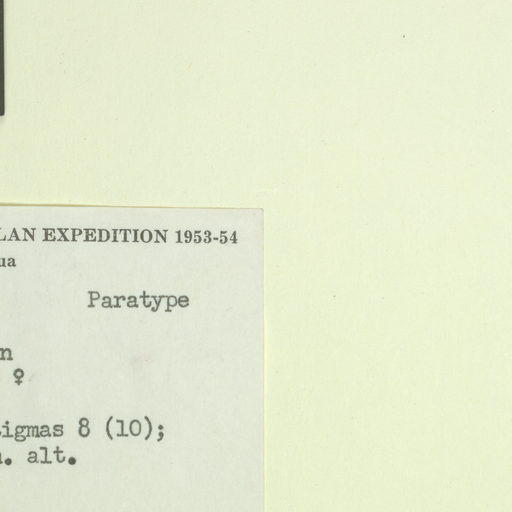 LAN EXPEDITION 1953-54
ua
Paratype
n
♀
igmas 8 (10);
. alt.